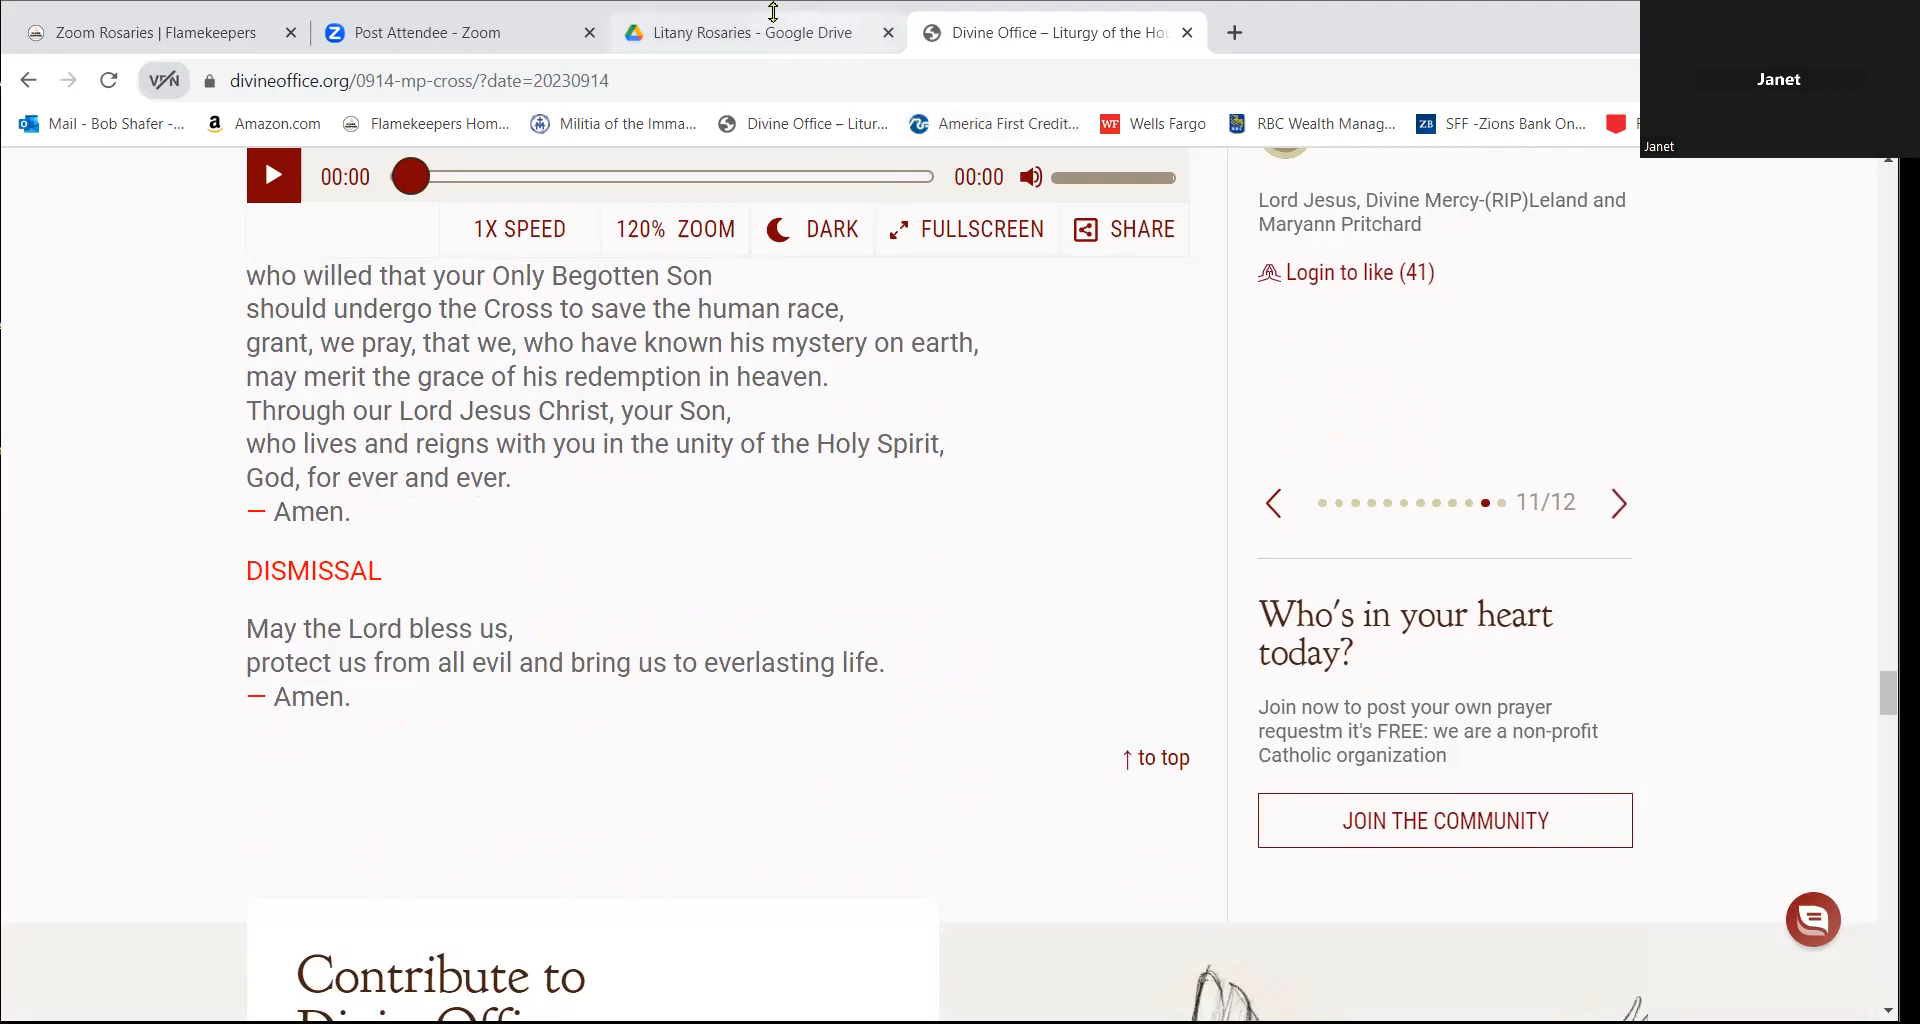 Zoom Rosaries | Flamekeepers
Post Attendee - Zoom
Litany Rosaries - Google Drive
Divine Office – Liturgy of the Hou
divineoffice.org/0914-mp-cross/?date=20230914
Mail - Bob Shafer -...
Amazon.com
Flamekeepers Hom...
Militia of the Imma...
Divine Office – Litur...
America First Credit...
WF Wells Fargo
RBC Wealth Manag...
ZB SFF -Zions Bank On...
Janet
Janet
00:00
00:00
1X SPEED
120% ZOOM
DARK
FULLSCREEN
SHARE
who willed that your Only Begotten Son
should undergo the Cross to save the human race,
grant, we pray, that we, who have known his mystery on earth,
may merit the grace of his redemption in heaven.
Through our Lord Jesus Christ, your Son,
who lives and reigns with you in the unity of the Holy Spirit,
God, for ever and ever.
— Amen.
DISMISSAL
May the Lord bless us,
protect us from all evil and bring us to everlasting life.
— Amen.
↑ to top
Lord Jesus, Divine Mercy-(RIP)Leland and
Maryann Pritchard
Login to like (41)
11/12
Who's in your heart
today?
Join now to post your own prayer
requestm it's FREE: we are a non-profit
Catholic organization
JOIN THE COMMUNITY
Contribute to